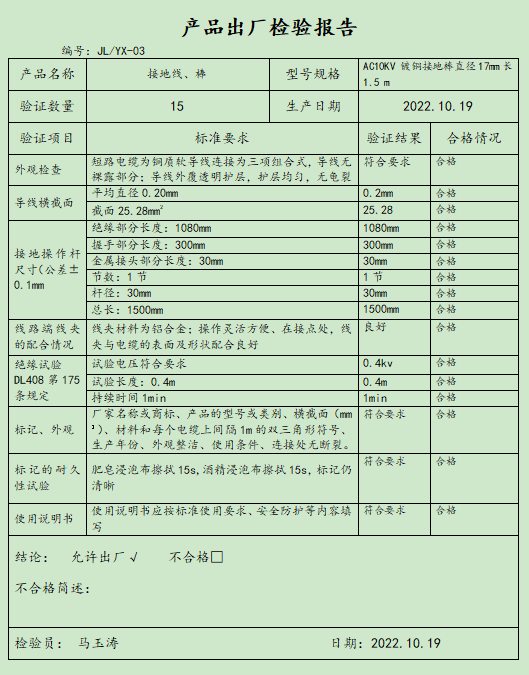 产品出厂检验报告
编号: JL/YX-03
产品名称 接地线、棒 型号规格 AC10KV 镀铜接地棒直径17mm长
1.5 m
验证数量 15 生产日期 2022.10.19
验证项目 标准要求 验证结果 合格情况
外观检查 短路电缆为铜质软导线连接为三项组合式,导线无 符合要求 合格
裸露部分;导线外覆透明护层,护层均匀,无龟裂
导线横截面 平均直径0.20mm 0.2mm 合格
截面25.28mm² 25.28 合格
接地操作杆 绝缘部分长度: 1080mm 1080mm 合格
尺寸(公差± 握手部分长度: 300mm 300mm 合格
0.1mm 金属接头部分长度: 30mm 30mm 合格
节数: 1节 1节 合格
杆径: 30mm 30mm 合格
总长: 1500mm 1500mm 合格
线路端线夹 线夹材料为铝合金;操作灵活方便、在接点处,线 良好 合格
的配合情况 夹与电缆的表面及形状配合良好
绝缘试验 试验电压符合要求 0.4kv 合格
DL408第175 试验长度: 0.4m 0.4m 合格
条规定 持续时间1min 1min 合格
标记、外观 厂家名称或商标、产品的型号或类别、横截面(mm 符合要求 合格
²)、材料和每个电缆上间隔1m的双三角形符号、
生产年份、外观整洁、使用条件、连接处无断裂。
标记的耐久 肥皂浸泡布擦拭15s,酒精浸泡布擦拭15s,标记仍 符合要求 合格
性试验 清晰
使用说明书 使用说明书应按标准使用要求、安全防护等内容填 符合要求 合格
写
结论: 允许出厂√ 不合格□
不合格简述:
检验员: 马玉涛 日期: 2022.10.19